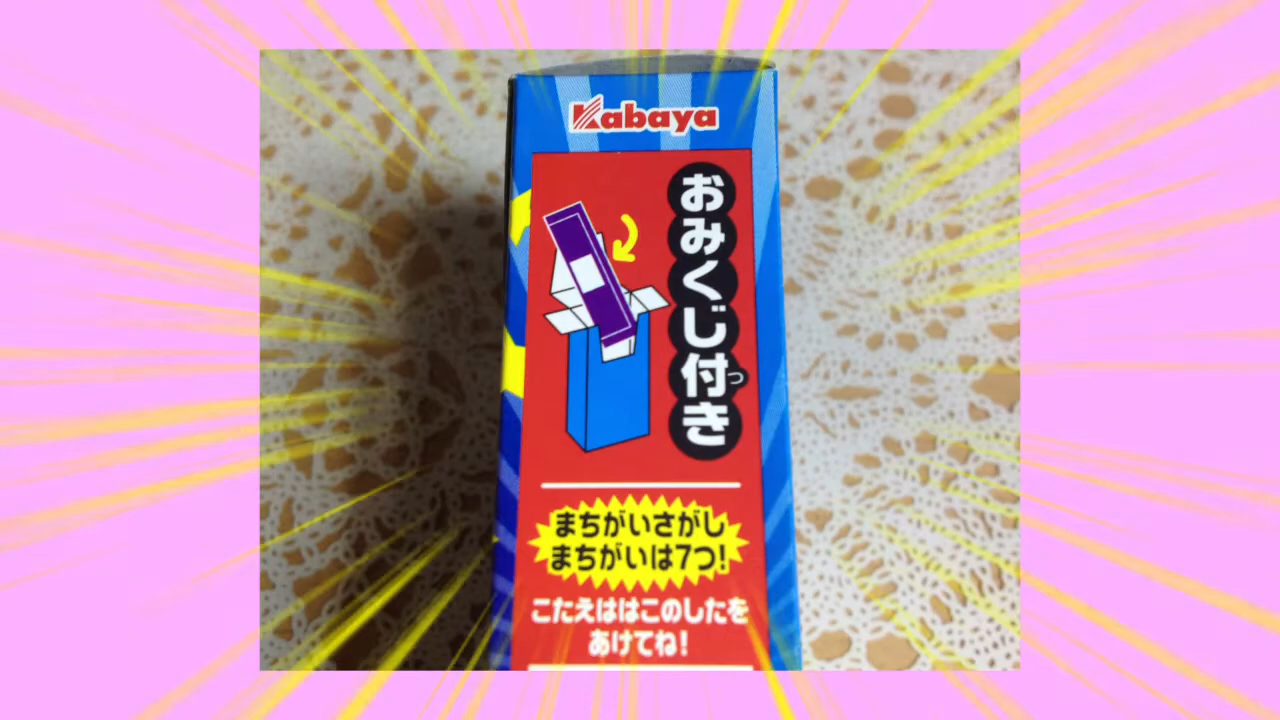 Kabaya
おみくじ付き
つ
まちがいさがし
まちがいは7つ!
こたえははこのしたを
あけてね!